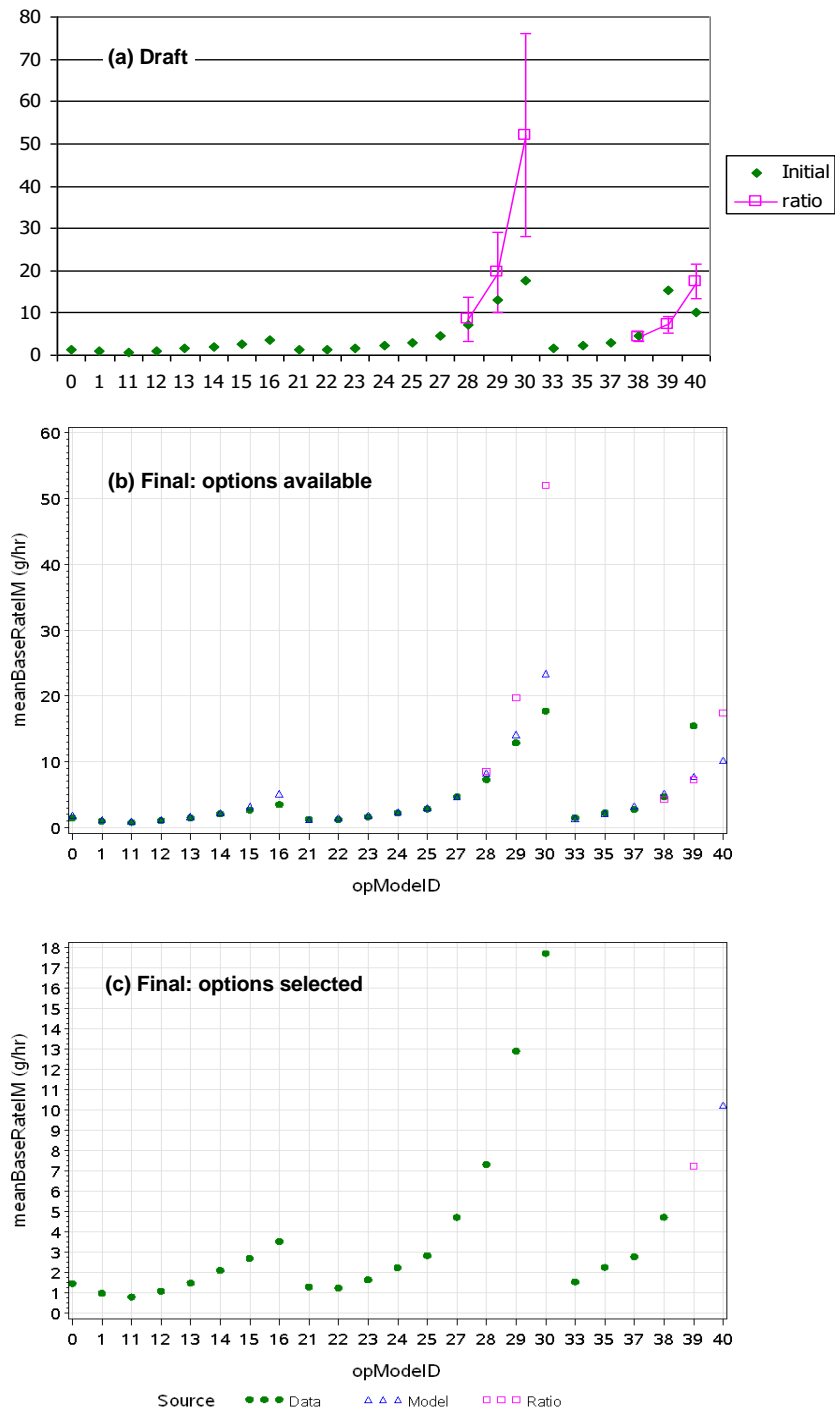 80
(a) Draft
70
60
50
40
30
20
10
0
0 1 11 12 13 14 15 16 21 22 23 24 25 27 28 29 30 33 35 37 38 39 40
Initial
ratio
60
(b) Final: options available
50
40
30
20
10
0
meanBaseRateIM (g/hr)
0 1 11 12 13 14 15 16 21 22 23 24 25 27 28 29 30 33 35 37 38 39 40
opModeID
18
17
(c) Final: options selected
16
15
14
13
12
11
10
9
8
7
6
5
4
3
2
1
0
meanBaseRateIM (g/hr)
0 1 11 12 13 14 15 16 21 22 23 24 25 27 28 29 30 33 35 37 38 39 40
opModeID
Source Data Model Ratio